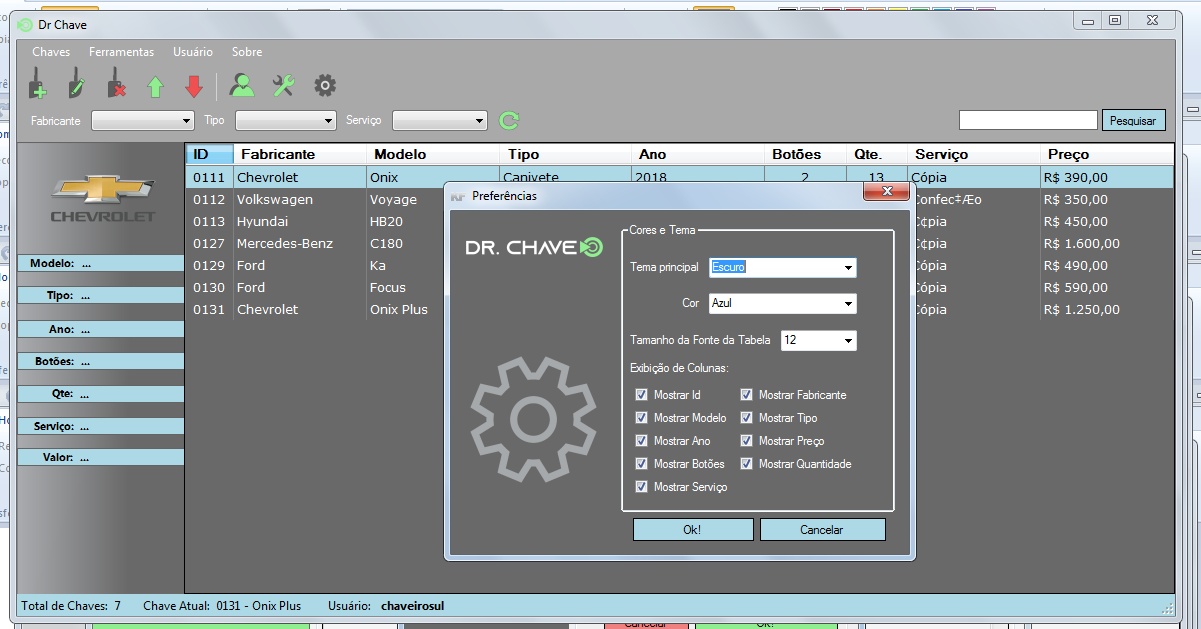 Dr Chave
Chaves Ferramentas Usuário Sobre
Fabricante Tipo Serviço Pesquisar
ID Fabricante Modelo Tipo Ano Botões Qte. Serviço Preço
0111 Chevrolet Onix Canivete 2018 2 13 Cópia R$ 390,00
0112 Volkswagen Voyage Confec‡Æo R$ 350,00
0113 Hyundai HB20 C¢pia R$ 450,00
0127 Mercedes-Benz C180 Cópia R$ 1.600,00
0129 Ford Ka Cópia R$ 490,00
0130 Ford Focus Cópia R$ 590,00
0131 Chevrolet Onix Plus Cópia R$ 1.250,00
CHEVROLET
Modelo: ...
Tipo: ...
Ano: ...
Botões: ...
Qte: ...
Serviço: ...
Valor: ...
Preferências
DR. CHAVE
Cores e Tema
Tema principal Escuro
Cor Azul
Tamanho da Fonte da Tabela 12
Exibição de Colunas:
Mostrar Id Mostrar Fabricante
Mostrar Modelo Mostrar Tipo
Mostrar Ano Mostrar Preço
Mostrar Botões Mostrar Quantidade
Mostrar Serviço
Ok! Cancelar
Total de Chaves: 7 Chave Atual: 0131 - Onix Plus Usuário: chaveirosul
Cancelar OK!